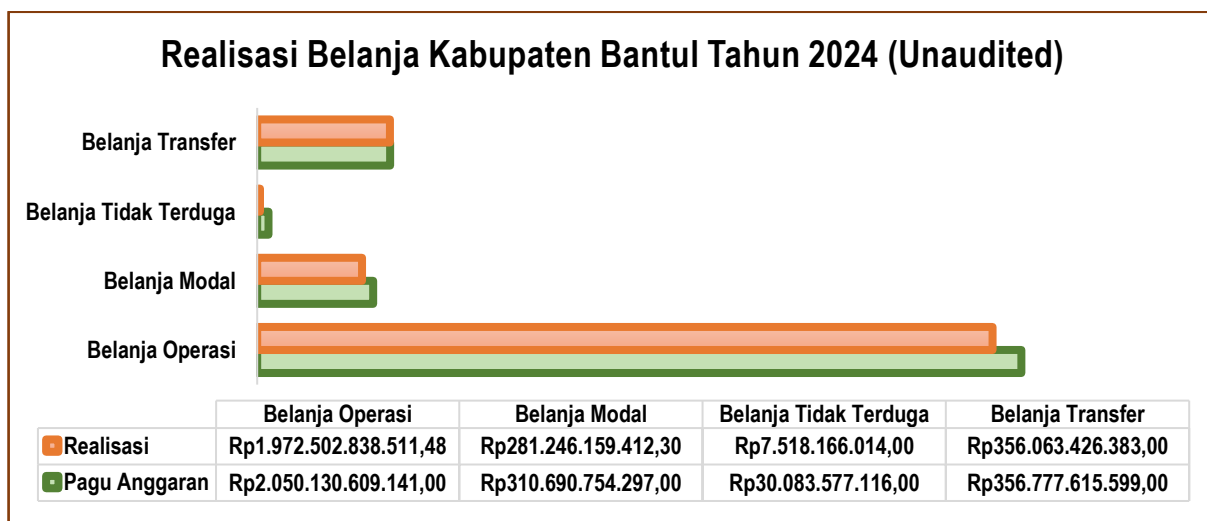 Realisasi Belanja Kabupaten Bantul Tahun 2024 (Unaudited)
Belanja Transfer
Belanja Tidak Terduga
Belanja Modal
Belanja Operasi
Belanja Operasi Belanja Modal Belanja Tidak Terduga Belanja Transfer
Realisasi Rp1.972.502.838.511,48 Rp281.246.159.412,30 Rp7.518.166.014,00 Rp356.063.426.383,00
Pagu Anggaran Rp2.050.130.609.141,00 Rp310.690.754.297,00 Rp30.083.577.116,00 Rp356.777.615.599,00